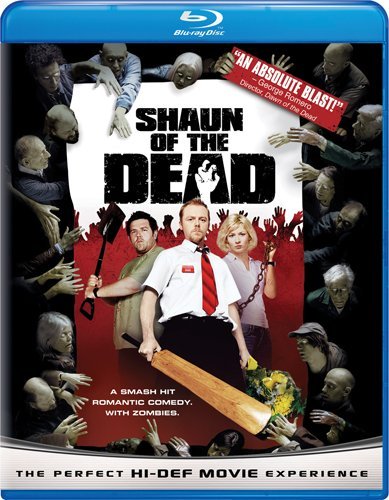 Blu-ray Disc
"AN ABSOLUTE BLAST!"
– George Romero
Director, Dawn of the Dead
SHAUN
OF THE
DEAD
A SMASH HIT
ROMANTIC COMEDY.
WITH ZOMBIES.
THE PERFECT HI-DEF MOVIE EXPERIENCE